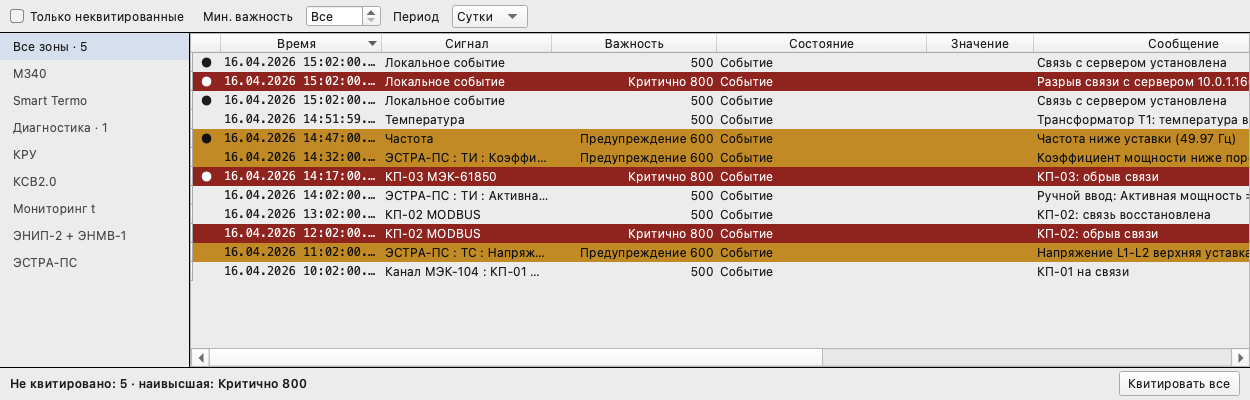 Только неквитированные Мин. важность Все Период Сутки
Все зоны · 5
М340
Smart Termo
Диагностика · 1
КРУ
КСВ2.0
Мониторинг t
ЭНИП-2 + ЭНМВ-1
ЭСТРА-ПС
Время Сигнал Важность Состояние Значение Сообщение
16.04.2026 15:02:00.… Локальное событие 500 Событие Связь с сервером установлена
16.04.2026 15:02:00.… Локальное событие Критично 800 Событие Разрыв связи с сервером 10.0.1.16
16.04.2026 15:02:00.… Локальное событие 500 Событие Связь с сервером установлена
16.04.2026 14:51:59.… Температура 500 Событие Трансформатор Т1: температура в
16.04.2026 14:47:00.… Частота Предупреждение 600 Событие Частота ниже уставки (49.97 Гц)
16.04.2026 14:32:00.… ЭСТРА-ПС : ТИ : Коэффи… Предупреждение 600 Событие Коэффициент мощности ниже пор
16.04.2026 14:17:00.… КП-03 МЭК-61850 Критично 800 Событие КП-03: обрыв связи
16.04.2026 14:02:00.… ЭСТРА-ПС : ТИ : Активна… 500 Событие Ручной ввод: Активная мощность =
16.04.2026 13:02:00.… КП-02 MODBUS 500 Событие КП-02: связь восстановлена
16.04.2026 12:02:00.… КП-02 MODBUS Критично 800 Событие КП-02: обрыв связи
16.04.2026 11:02:00.… ЭСТРА-ПС : ТС : Напряж… Предупреждение 600 Событие Напряжение L1-L2 верхняя уставка
16.04.2026 10:02:00.… Канал МЭК-104 : КП-01 … 500 Событие КП-01 на связи
Не квитировано: 5 · наивысшая: Критично 800 Квитировать все